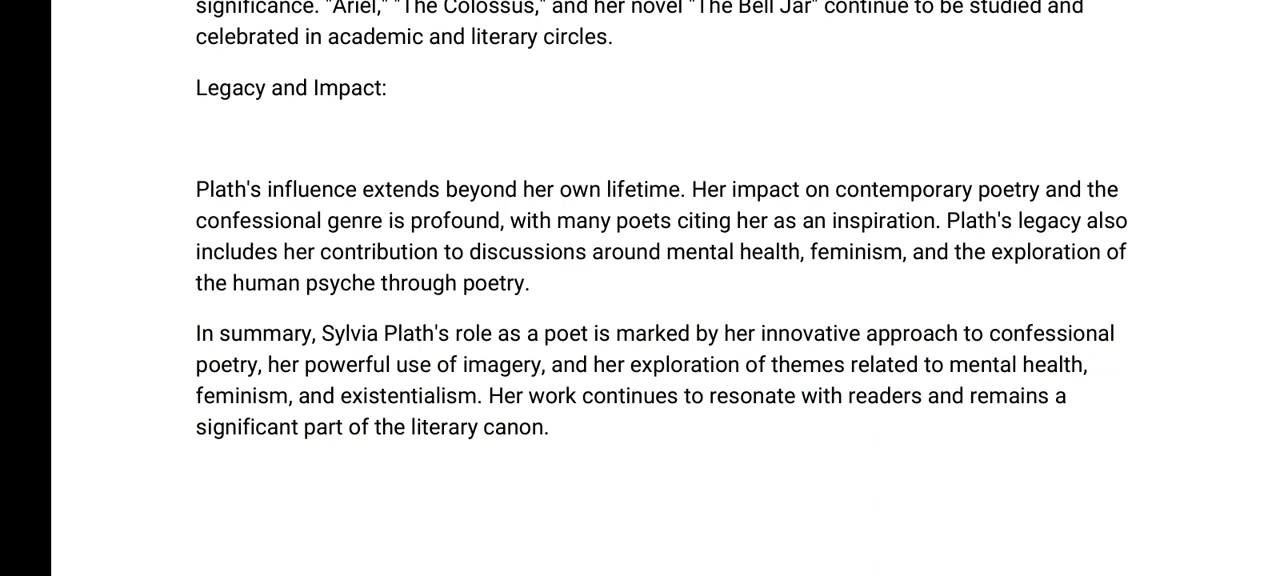 significance. "Ariel," "The Colossus," and her novel "The Bell Jar" continue to be studied and
celebrated in academic and literary circles.
Legacy and Impact:
Plath's influence extends beyond her own lifetime. Her impact on contemporary poetry and the
confessional genre is profound, with many poets citing her as an inspiration. Plath's legacy also
includes her contribution to discussions around mental health, feminism, and the exploration of
the human psyche through poetry.
In summary, Sylvia Plath's role as a poet is marked by her innovative approach to confessional
poetry, her powerful use of imagery, and her exploration of themes related to mental health,
feminism, and existentialism. Her work continues to resonate with readers and remains a
significant part of the literary canon.